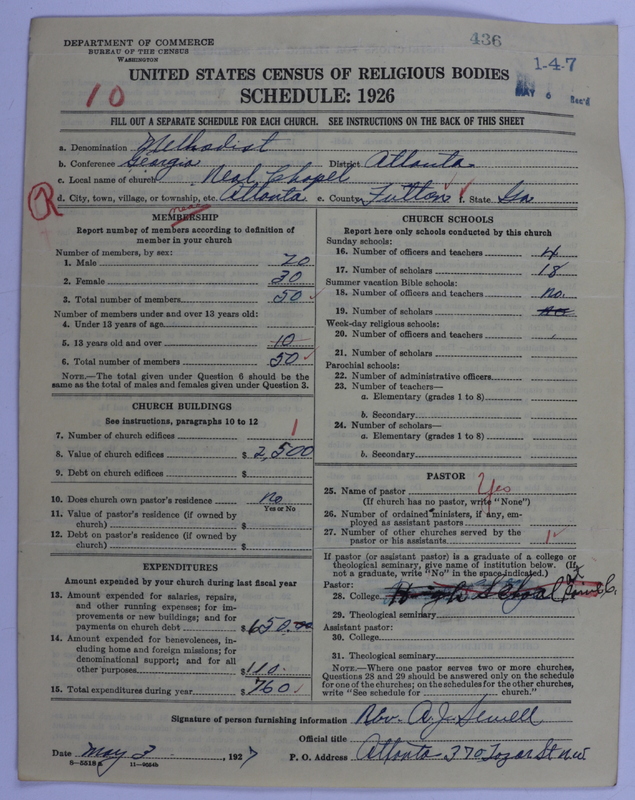 436
DEPARTMENT OF COMMERCE
BUREAU OF THE CENSUS
WASHINGTON
1-4-7
MAY 6 Rec'd
UNITED STATES CENSUS OF RELIGIOUS BODIES
SCHEDULE: 1926
10
FILL OUT A SEPARATE SCHEDULE FOR EACH CHURCH. SEE INSTRUCTIONS ON THE BACK OF THIS SHEET
a. Denomination Methodist
b. Conference Georgia District Atlanta
c. Local name of church Neal Chapel
d. City, town, village, or township, etc. Atlanta e. County Fulton f. State Ga
R
MEMBERSHIP
Report number of members according to definition of
member in your church
Number of members, by sex:
1. Male 20
2. Female 30
3. Total number of members 50
Number of members under and over 13 years old:
4. Under 13 years of age
5. 13 years old and over 10
6. Total number of members 50
NOTE.—The total given under Question 6 should be the
same as the total of males and females given under Question 3.
CHURCH BUILDINGS
See instructions, paragraphs 10 to 12
7. Number of church edifices 1
8. Value of church edifices $ 2,500
9. Debt on church edifices $
10. Does church own pastor's residence No
Yes or No
11. Value of pastor's residence (if owned by
church) $
12. Debt on pastor's residence (if owned by
church) $
EXPENDITURES
Amount expended by your church during last fiscal year
13. Amount expended for salaries, repairs,
and other running expenses; for im-
provements or new buildings; and for
payments on church debt $ 650.00
14. Amount expended for benevolences, in-
cluding home and foreign missions; for
denominational support; and for all
other purposes $ 110.
15. Total expenditures during year $ 760
CHURCH SCHOOLS
Report here only schools conducted by this church
Sunday schools:
16. Number of officers and teachers 4
17. Number of scholars 18
Summer vacation Bible schools:
18. Number of officers and teachers No.
19. Number of scholars
Week-day religious schools:
20. Number of officers and teachers
21. Number of scholars
Parochial schools:
22. Number of administrative officers
23. Number of teachers—
a. Elementary (grades 1 to 8)
b. Secondary
24. Number of scholars—
a. Elementary (grades 1 to 8)
b. Secondary
PASTOR
25. Name of pastor Yes
(If church has no pastor, write "None")
26. Number of ordained ministers, if any, em-
ployed as assistant pastors
27. Number of other churches served by the
pastor or his assistants 1
If pastor (or assistant pastor) is a graduate of a college or
theological seminary, give name of institution below. (If
not a graduate, write "No" in the space indicated.)
Pastor:
28. College High School
29. Theological seminary
Assistant pastor:
30. College
31. Theological seminary
NOTE.—Where one pastor serves two or more churches,
Questions 28 and 29 should be answered only on the schedule
for one of the churches; on the schedules for the other churches,
write "See schedule for church."
Signature of person furnishing information Rev. A. J. Sewell
Official title
Date May 3, 1927 P. O. Address Atlanta 370 St n.w.
8—5518a 11—9054b